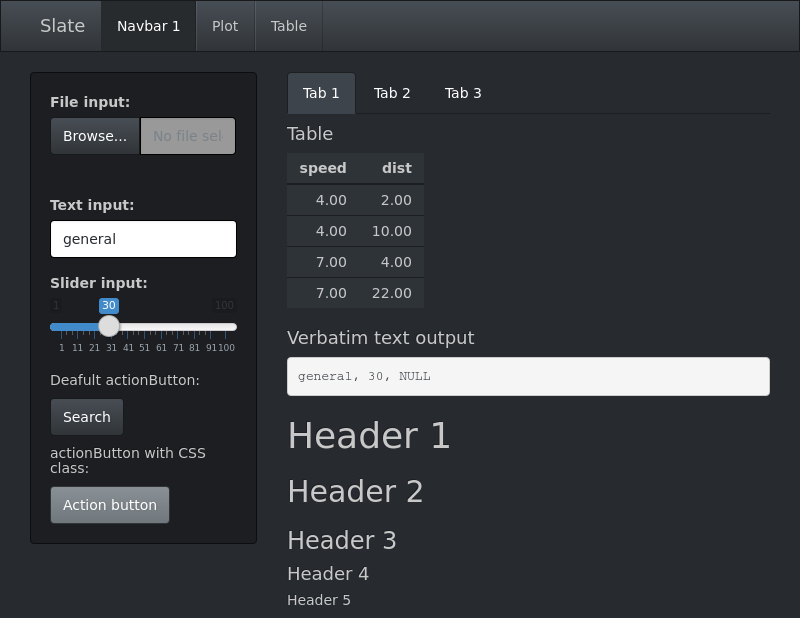 Slate Navbar 1 Plot Table
File input:
Browse... No file sel
Text input:
general
Slider input:
1 30 100
1 11 21 31 41 51 61 71 81 91 100
Deafult actionButton:
Search
actionButton with CSS
class:
Action button
Tab 1 Tab 2 Tab 3
Table
speed dist
4.00 2.00
4.00 10.00
7.00 4.00
7.00 22.00
Verbatim text output
general, 30, NULL
Header 1
Header 2
Header 3
Header 4
Header 5